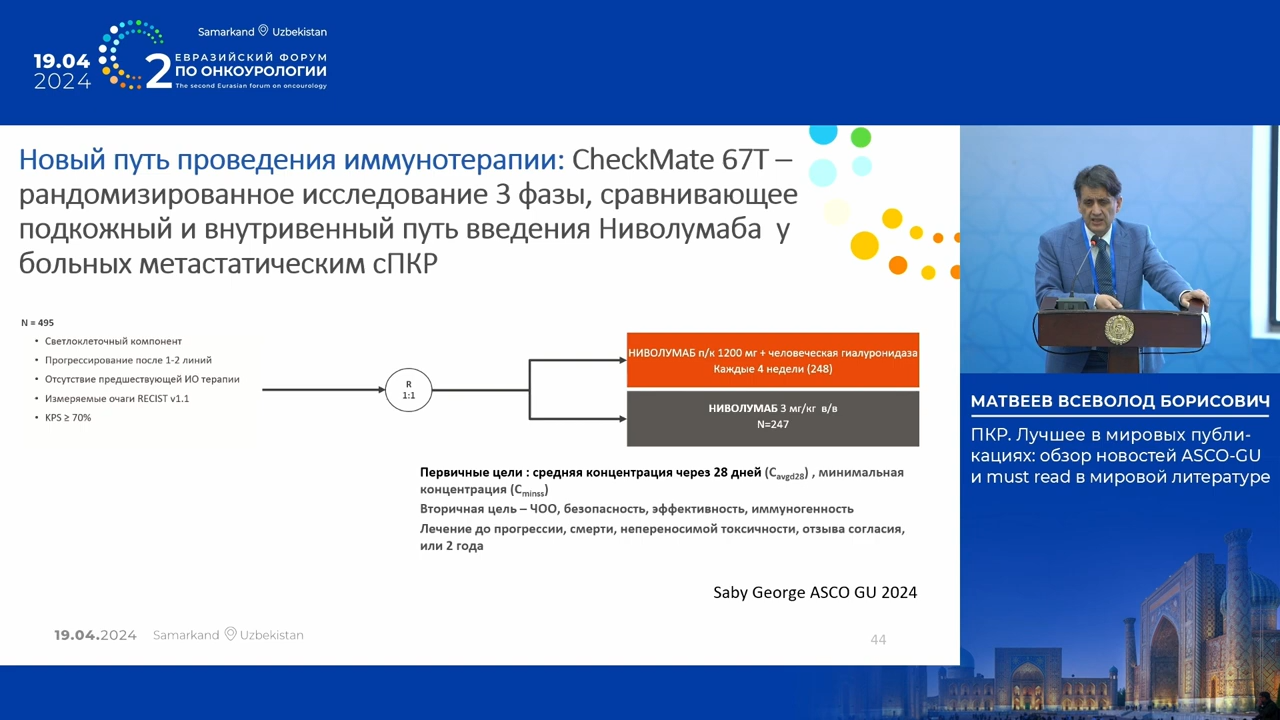 Samarkand Uzbekistan
19.04
2024
2
ЕВРАЗИЙСКИЙ ФОРУМ
ПО ОНКОУРОЛОГИИ
The second Eurasian forum on oncourology
Новый путь проведения иммунотерапии: CheckMate 67T –
рандомизированное исследование 3 фазы, сравнивающее
подкожный и внутривенный путь введения Ниволумаба у
больных метастатическим сПКР
N = 495
• Светлоклеточный компонент
• Прогрессирование после 1-2 линий
• Отсутствие предшествующей ИО терапии
• Измеряемые очаги RECIST v1.1
• KPS ≥ 70%
R
1:1
НИВОЛУМАБ п/к 1200 мг + человеческая гиалуронидаза
Каждые 4 недели (248)
НИВОЛУМАБ 3 мг/кг в/в
N=247
Первичные цели : средняя концентрация через 28 дней (Cavgd28) , минимальная
концентрация (Cminss)
Вторичная цель – ЧОО, безопасность, эффективность, иммуногенность
Лечение до прогрессии, смерти, непереносимой токсичности, отзыва согласия,
или 2 года
Saby George ASCO GU 2024
19.04.2024 Samarkand Uzbekistan
44
МАТВЕЕВ ВСЕВОЛОД БОРИСОВИЧ
ПКР. Лучшее в мировых публи-
кациях: обзор новостей ASCO-GU
и must read в мировой литературе